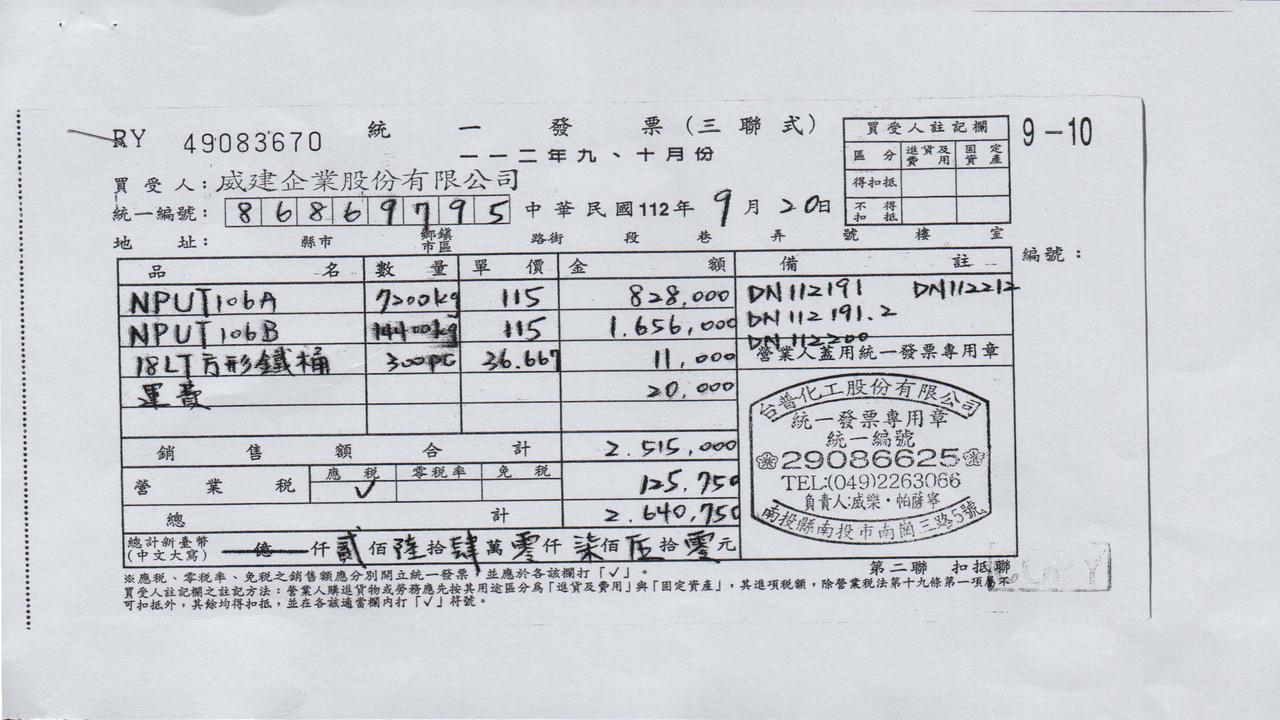 RY 49083670 統一發票(三聯式)
一一二年九、十月份
9-10
買受人註記欄
區分 進貨及費用 固定資產
得扣抵
不得扣抵
買受人:威建企業股份有限公司
統一編號: 86869795 中華民國112年9月20日
地址: 縣市 鄉鎮市區 路街 段 巷 弄 號 樓 室
編號:
品名 數量 單價 金額 備註
NPUT106A 7200kg 115 828,000 DN112191 DN112212
NPUT106B 14400kg 115 1.656,000 DN112191.2
DN112200
18LT方形鐵桶 300pc 36.667 11,000 營業人蓋用統一發票專用章
運費 20,000
銷售額合計 2.515,000
營業稅 應稅 零稅率 免稅 125.750
✓
總計 2.640,750
總計新臺幣(中文大寫) 億仟貳佰陸拾肆萬零仟柒佰伍拾零元
台普化工股份有限公司
統一發票專用章
統一編號
29086625
TEL:(049)2263066
負責人:威樂·帕薩寧
南投縣南投市南崗三路5號
第二聯 扣抵聯
※應稅、零稅率、免稅之銷售額應分別開立統一發票,並應於各該欄打「✓」。
買受人註記欄之註記方法:營業人購進貨物或勞務應先按其用途區分為「進貨及費用」與「固定資產」,其進項稅額,除營業稅法第十九條第一項屬不
可扣抵外,其餘均得扣抵,並在各該適當欄內打「✓」符號。